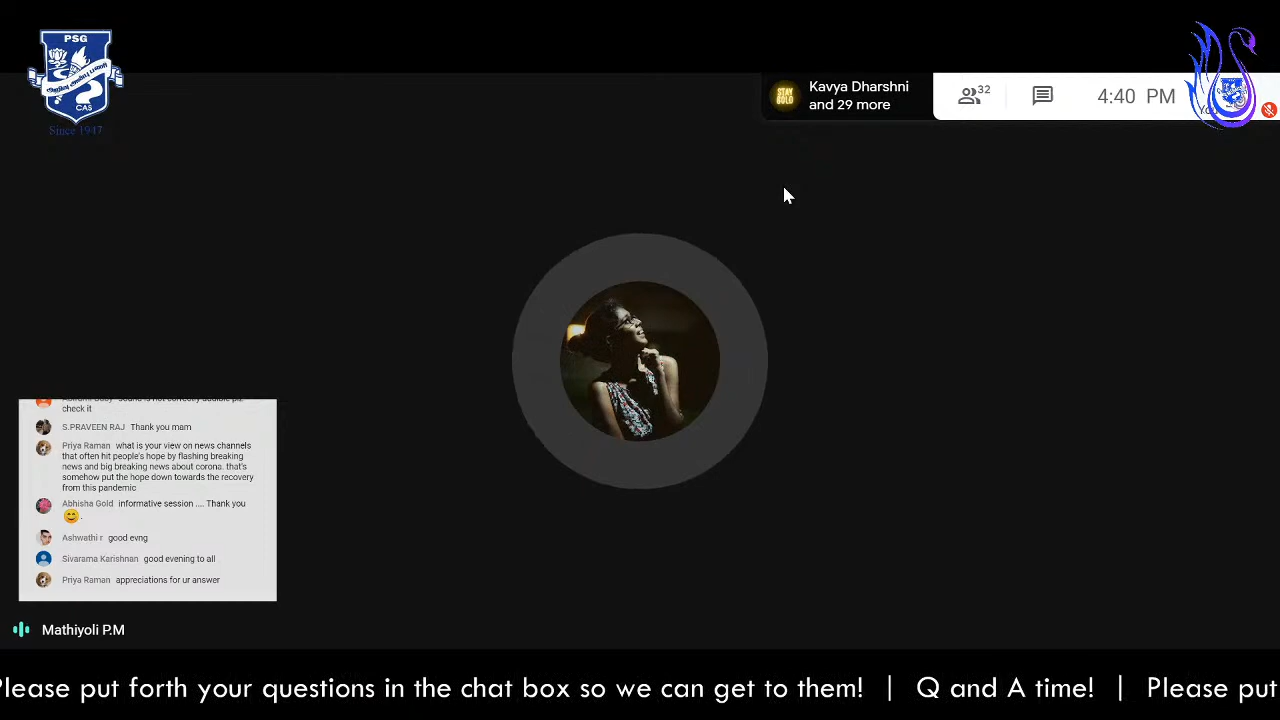 PSG
CAS
Since 1947
Kavya Dharshni
and 29 more
32
4:40 PM
STAY
GOLD
check it
S.PRAVEEN RAJ Thank you mam
Priya Raman what is your view on news channels
that often hit people's hope by flashing breaking
news and big breaking news about corona. that's
somehow put the hope down towards the recovery
from this pandemic
Abhisha Gold informative session .... Thank you
😊.
Ashwathi r good evng
Sivarama Karishnan good evening to all
Priya Raman appreciations for ur answer
Mathiyoli P.M
Please put forth your questions in the chat box so we can get to them! | Q and A time! | Please put